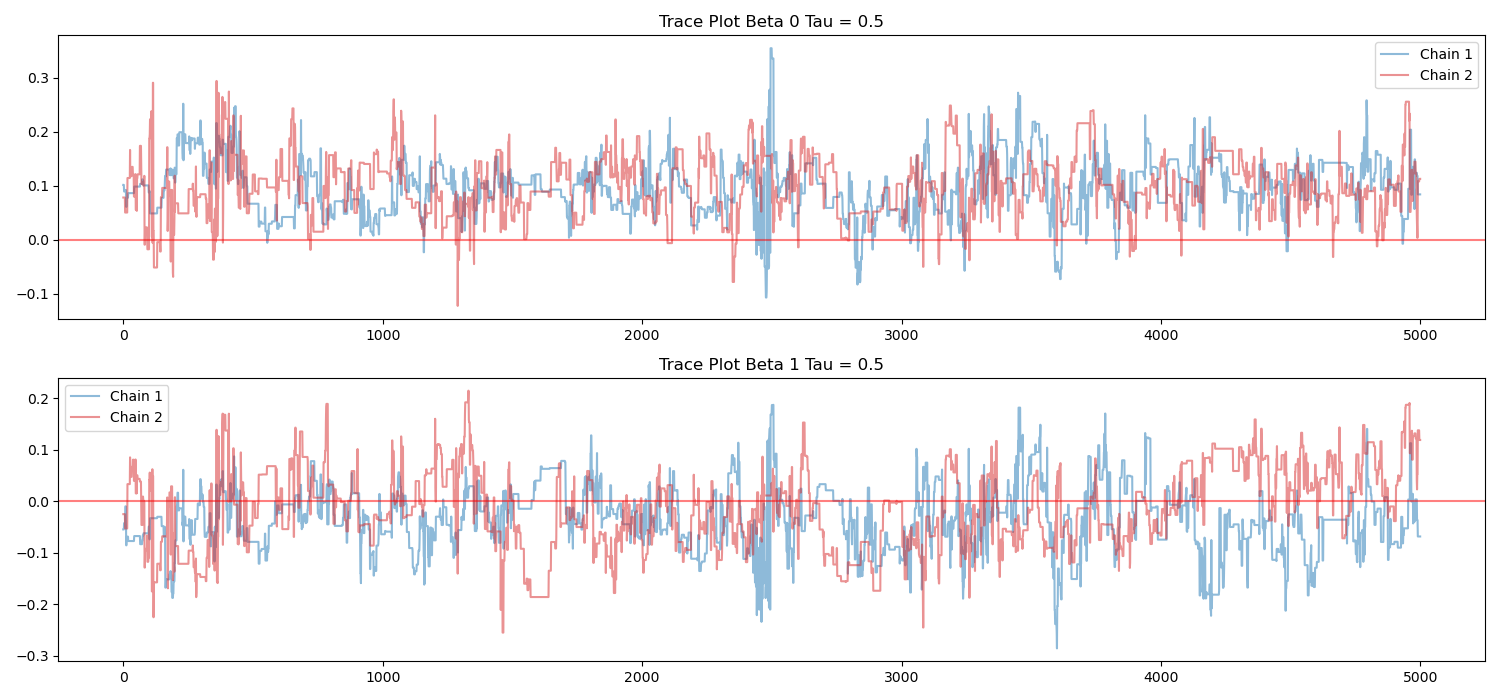 Trace Plot Beta 0 Tau = 0.5
Chain 1
Chain 2
0.3
0.2
0.1
0.0
−0.1
0 1000 2000 3000 4000 5000
Trace Plot Beta 1 Tau = 0.5
Chain 1
Chain 2
0.2
0.1
0.0
−0.1
−0.2
−0.3
0 1000 2000 3000 4000 5000